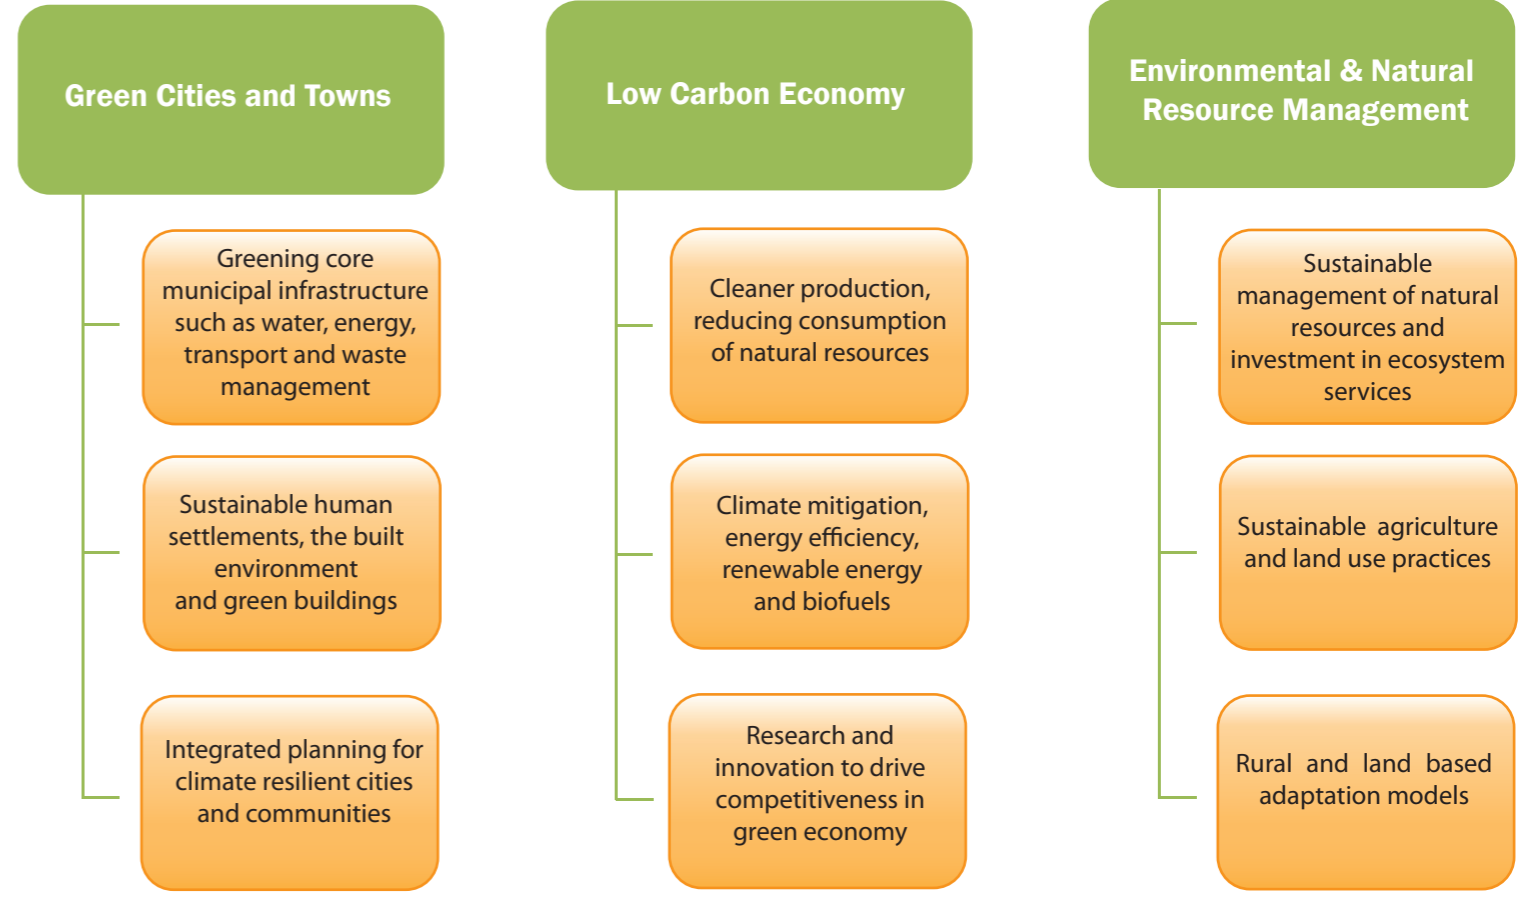 Green Cities and Towns
Greening core
municipal infrastructure
such as water, energy,
transport and waste
management
Sustainable human
settlements, the built
environment
and green buildings
Integrated planning for
climate resilient cities
and communities
Low Carbon Economy
Cleaner production,
reducing consumption
of natural resources
Climate mitigation,
energy efficiency,
renewable energy
and biofuels
Research and
innovation to drive
competitiveness in
green economy
Environmental & Natural
Resource Management
Sustainable
management of natural
resources and
investment in ecosystem
services
Sustainable agriculture
and land use practices
Rural and land based
adaptation models